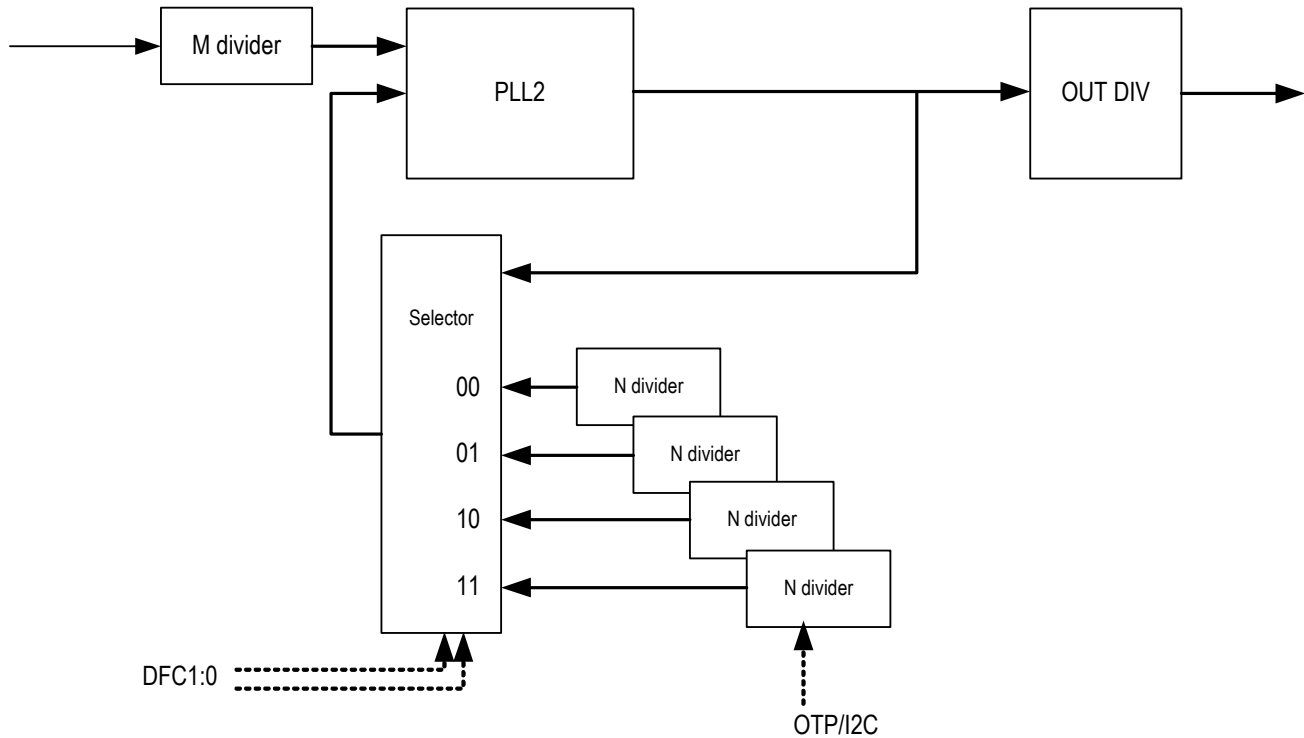 M divider
PLL2
OUT DIV
Selector
00
N divider
01
N divider
10
N divider
11
N divider
DFC1:0
OTP/I2C